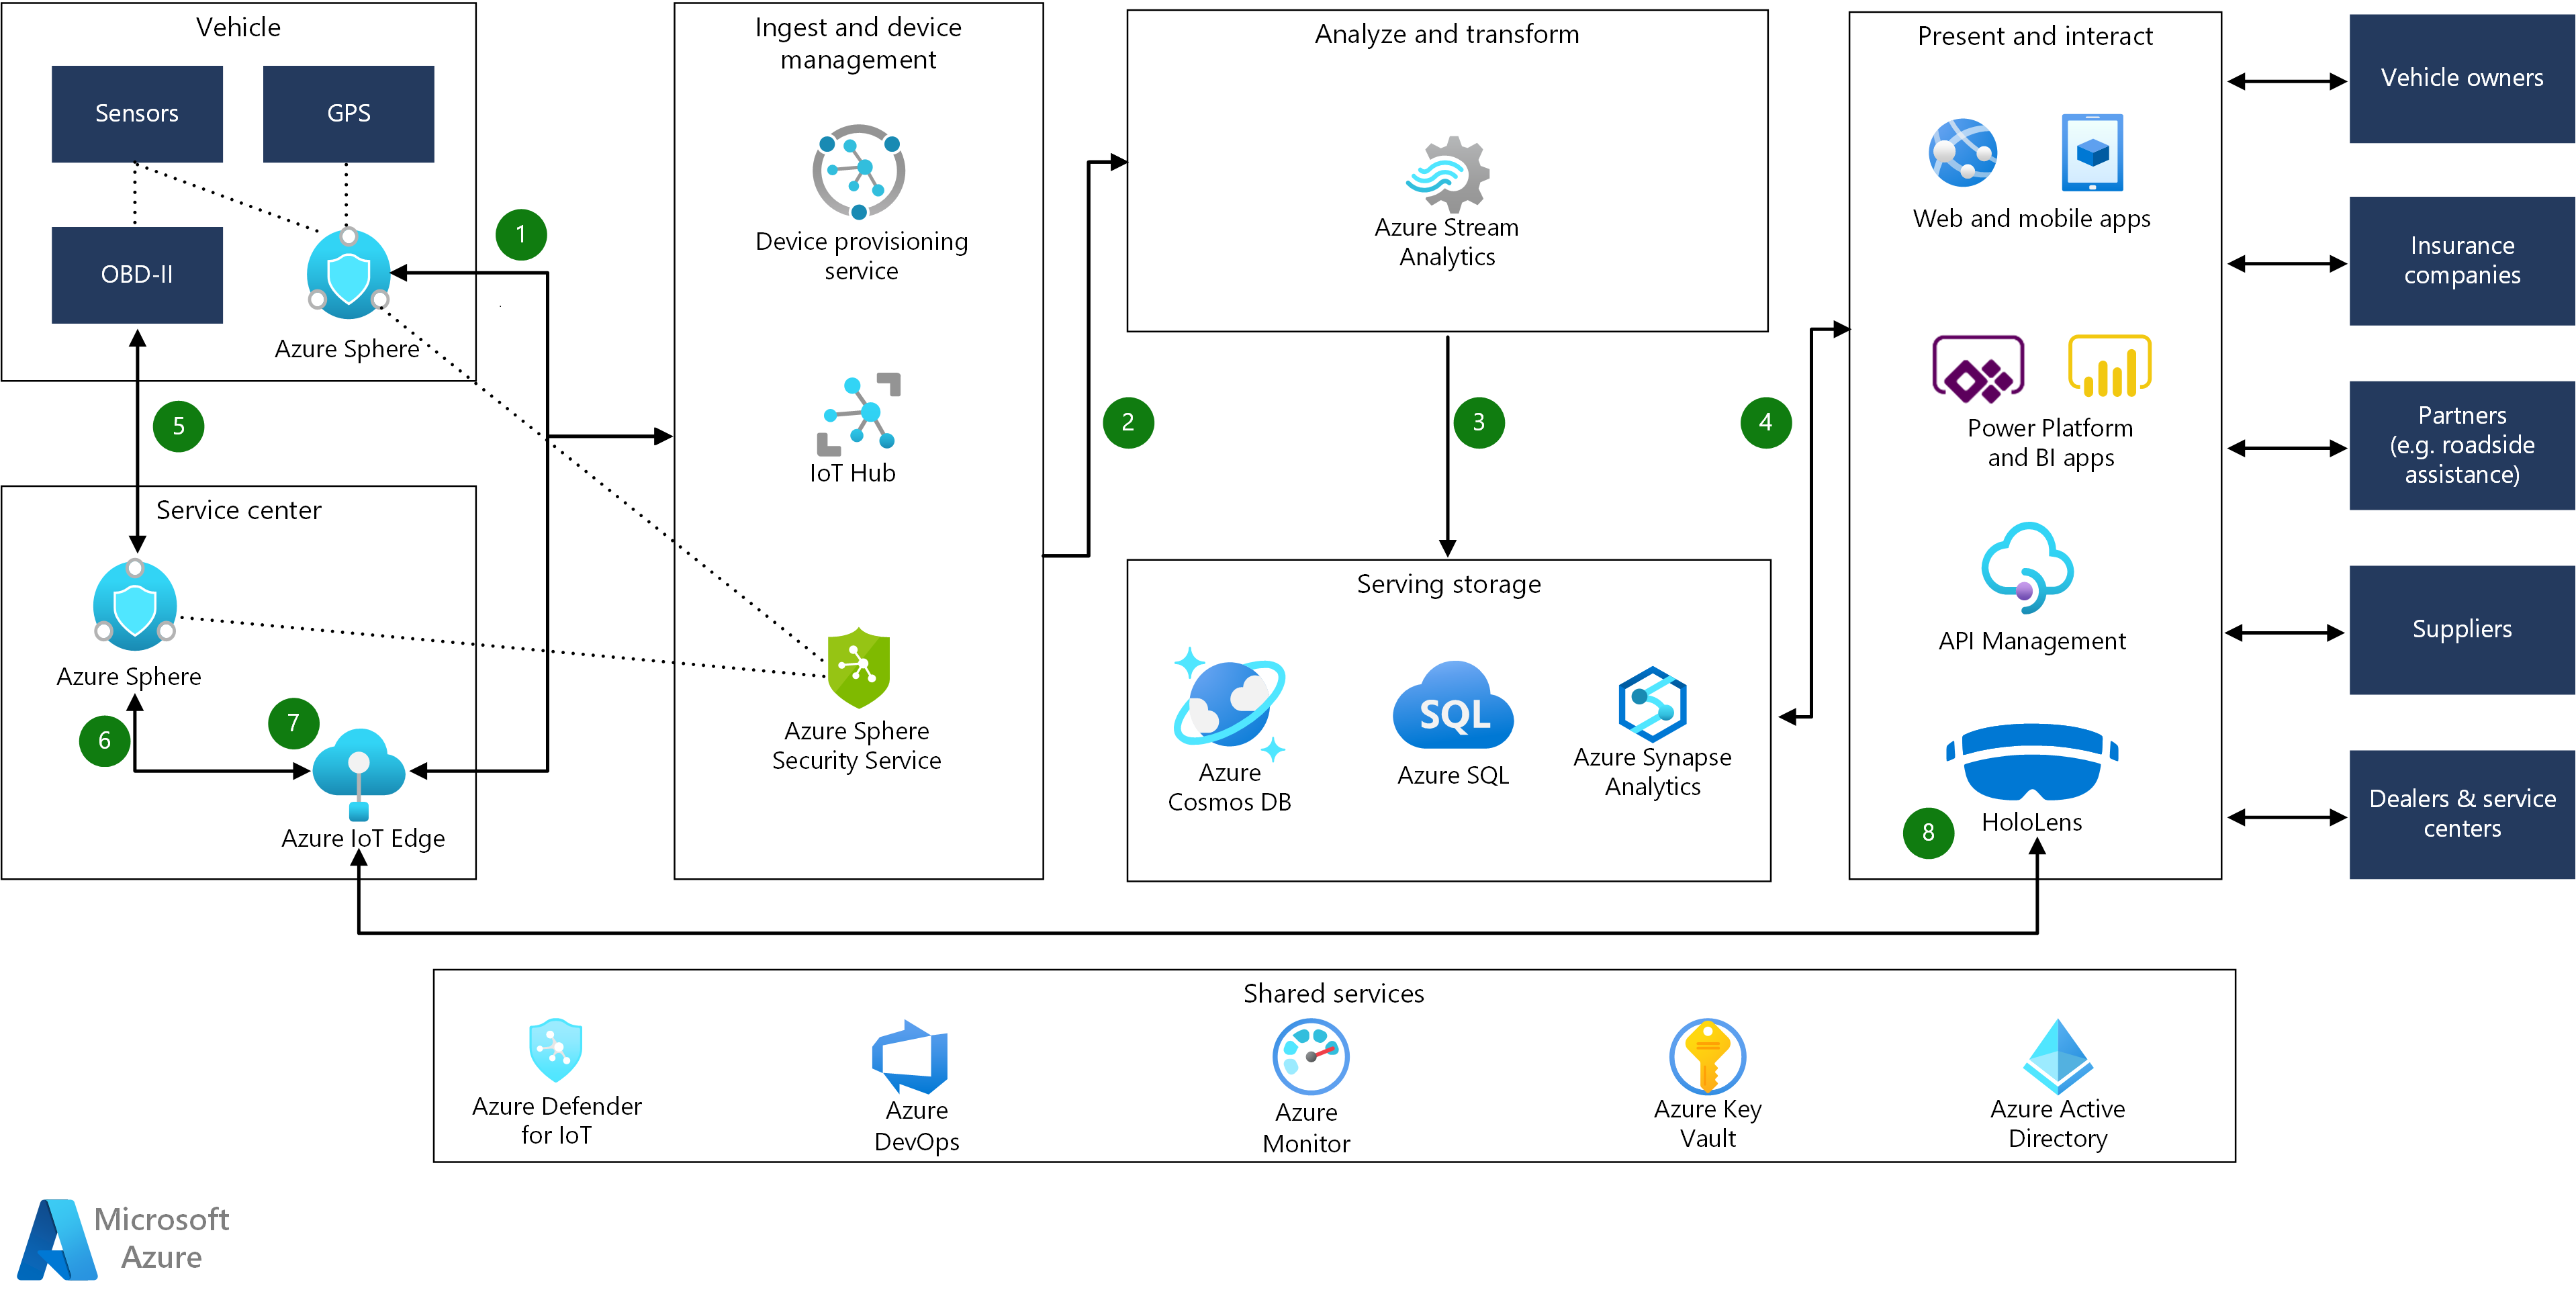 Vehicle
Sensors
GPS
OBD-II
Azure Sphere
1
5
Service center
Azure Sphere
6
7
Azure IoT Edge
Ingest and device
management
Device provisioning
service
IoT Hub
Azure Sphere
Security Service
2
Analyze and transform
Azure Stream
Analytics
3
4
Serving storage
SQL
Azure
Cosmos DB
Azure SQL
Azure Synapse
Analytics
Present and interact
Web and mobile apps
Power Platform
and BI apps
API Management
HoloLens
8
Vehicle owners
Insurance
companies
Partners
(e.g. roadside
assistance)
Suppliers
Dealers & service
centers
Shared services
Azure Defender
for IoT
Azure
DevOps
Azure
Monitor
Azure Key
Vault
Azure Active
Directory
Microsoft
Azure